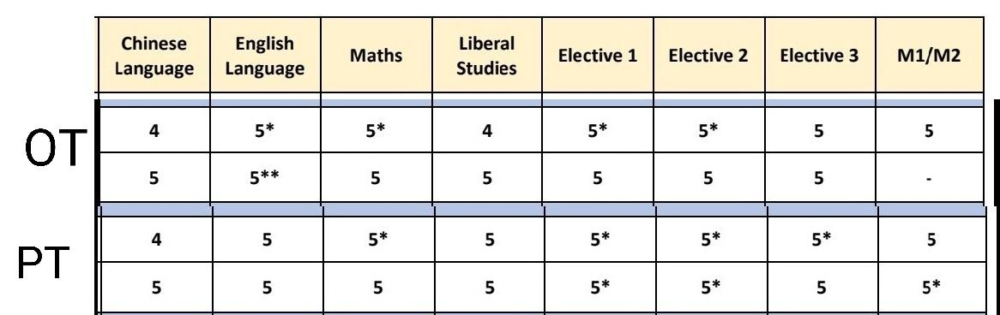 Chinese Language English Language Maths Liberal Studies Elective 1 Elective 2 Elective 3 M1/M2
OT
4 5* 5* 4 5* 5* 5 5
5 5** 5 5 5 5 5 -
PT
4 5 5* 5 5* 5* 5* 5
5 5 5 5 5* 5* 5 5*